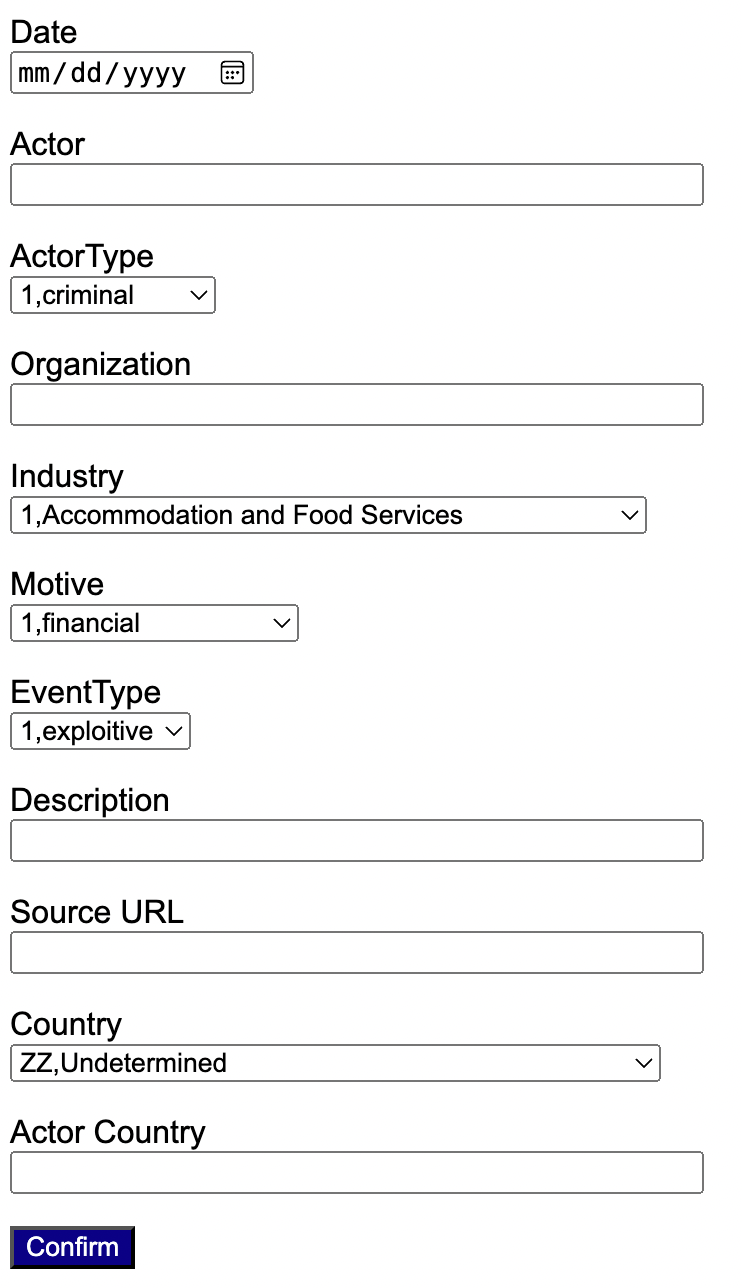 Date
mm/dd/yyyy
Actor
ActorType
1,criminal
Organization
Industry
1,Accommodation and Food Services
Motive
1,financial
EventType
1,exploitive
Description
Source URL
Country
ZZ,Undetermined
Actor Country
Confirm